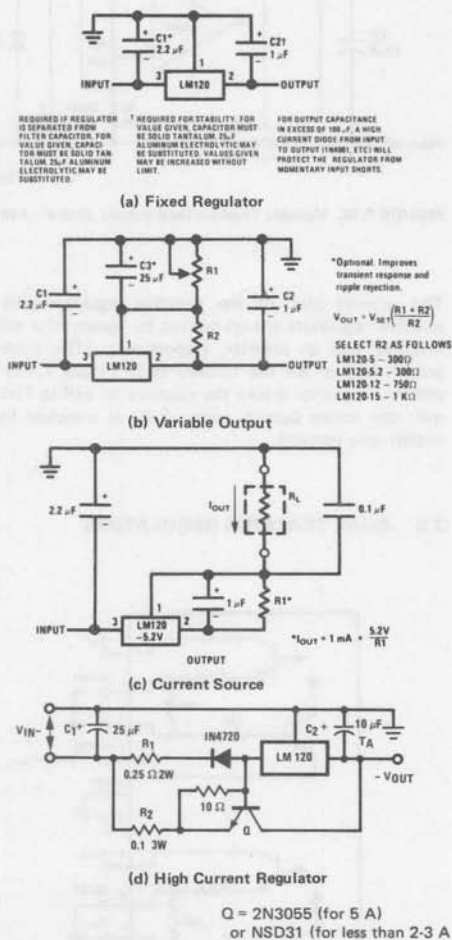 C1*
2.2 µF
C2†
1 µF
1
INPUT
3
LM120
2
OUTPUT
REQUIRED IF REGULATOR
IS SEPARATED FROM
FILTER CAPACITOR. FOR
VALUE GIVEN, CAPACI-
TOR MUST BE SOLID TAN-
TALUM. 25µF ALUMINUM
ELECTROLYTIC MAY BE
SUBSTITUTED.
† REQUIRED FOR STABILITY. FOR
VALUE GIVEN, CAPACITOR MUST
BE SOLID TANTALUM. 25µF
ALUMINUM ELECTROLYTIC MAY
BE SUBSTITUTED. VALUES GIVEN
MAY BE INCREASED WITHOUT
LIMIT.
FOR OUTPUT CAPACITANCE
IN EXCESS OF 100 µF, A HIGH
CURRENT DIODE FROM INPUT
TO OUTPUT (1N4001, ETC) WILL
PROTECT THE REGULATOR FROM
MOMENTARY INPUT SHORTS.
(a) Fixed Regulator
C1
2.2 µF
C3*
25 µF
R1
R2
C2
1 µF
1
INPUT
3
LM120
2
OUTPUT
*Optional. Improves
transient response and
ripple rejection.
VOUT = VSET (R1 + R2 / R2)
SELECT R2 AS FOLLOWS
LM120-5 – 300Ω
LM120-5.2 – 300Ω
LM120-12 – 750Ω
LM120-15 – 1 KΩ
(b) Variable Output
2.2 µF
IOUT
RL
0.1 µF
1 µF
R1*
1
INPUT
3
LM120
-5.2V
2
OUTPUT
*IOUT = 1 mA + 5.2V / R1
(c) Current Source
VIN-
C1+
25 µF
R1
0.25 Ω 2W
IN4720
LM 120
C2+
10 µF
TA
- VOUT
10 Ω
R2
0.1 3W
Q
(d) High Current Regulator
Q = 2N3055 (for 5 A)
or NSD31 (for less than 2-3 A